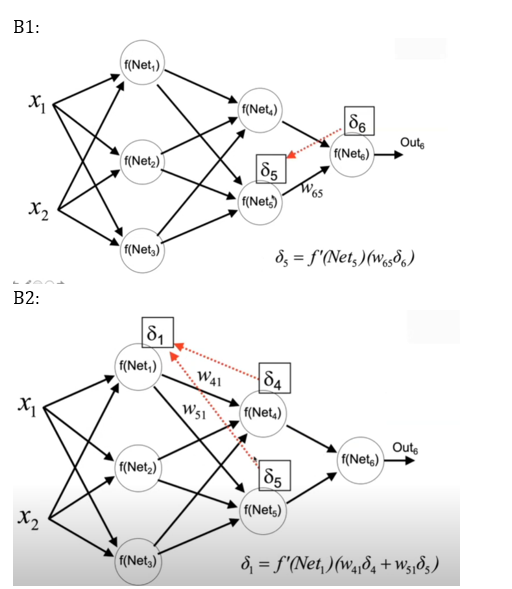 B1:
f(Net₁)
x₁
f(Net₄)
δ₆
Out₆
f(Net₂)
f(Net₆)
δ₅
x₂
f(Net₅)
w₆₅
f(Net₃)
δ₅ = f'(Net₅)(w₆₅δ₆)
B2:
δ₁
f(Net₁)
w₄₁
δ₄
x₁
w₅₁
f(Net₄)
Out₆
f(Net₂)
f(Net₆)
δ₅
x₂
f(Net₅)
f(Net₃)
δ₁ = f'(Net₁)(w₄₁δ₄ + w₅₁δ₅)